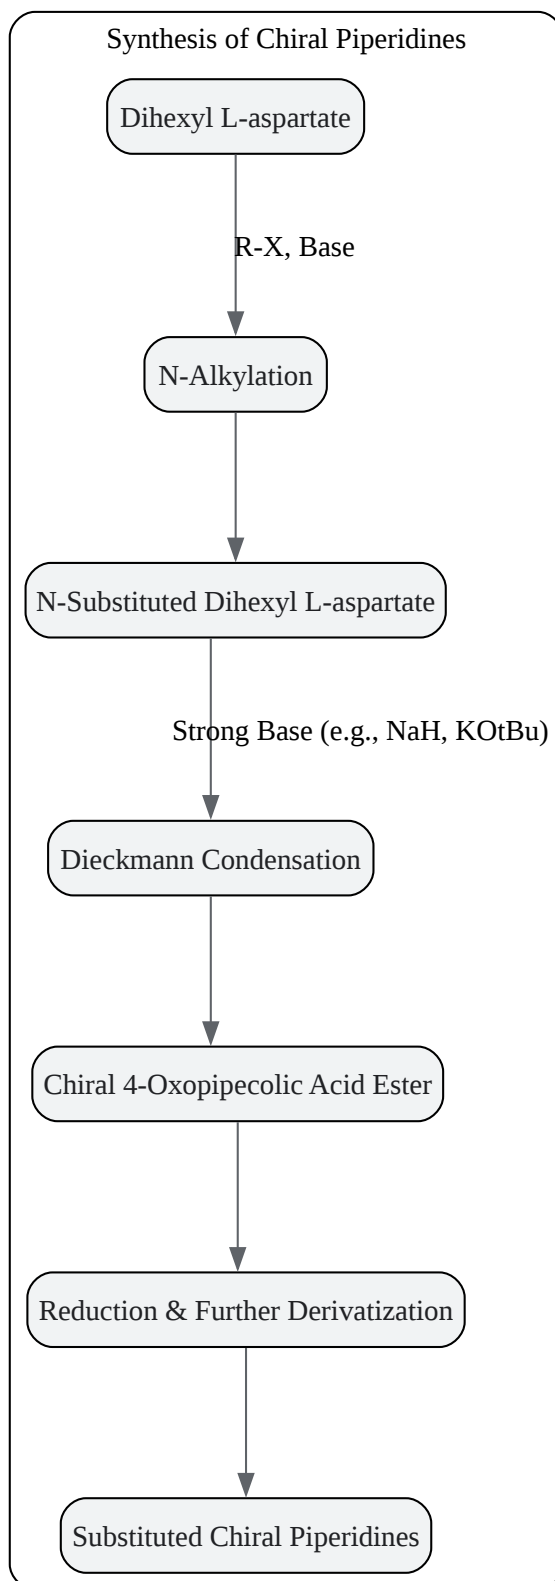 Synthesis of Chiral Piperidines
Dihexyl L-aspartate
R-X, Base
N-Alkylation
N-Substituted Dihexyl L-aspartate
Strong Base (e.g., NaH, KOtBu)
Dieckmann Condensation
Chiral 4-Oxopipecolic Acid Ester
Reduction & Further Derivatization
Substituted Chiral Piperidines